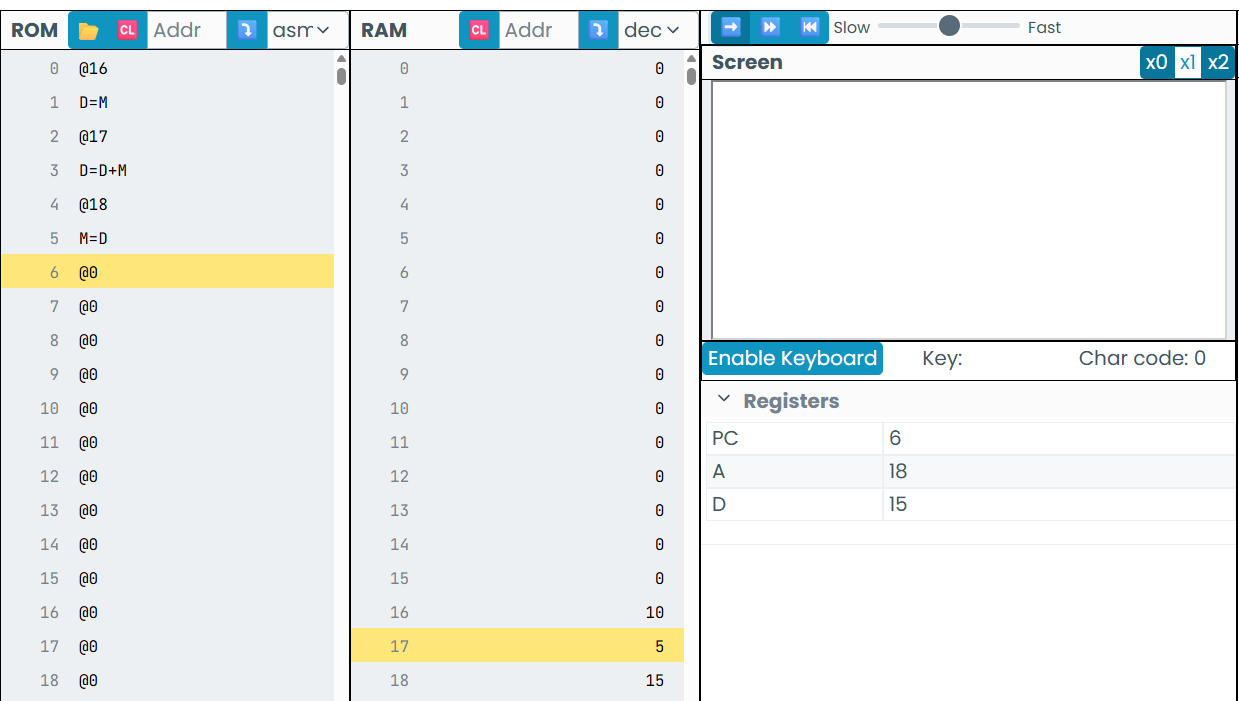 ROM CL Addr asm
0 @16
1 D=M
2 @17
3 D=D+M
4 @18
5 M=D
6 @0
7 @0
8 @0
9 @0
10 @0
11 @0
12 @0
13 @0
14 @0
15 @0
16 @0
17 @0
18 @0
RAM CL Addr dec
0 0
1 0
2 0
3 0
4 0
5 0
6 0
7 0
8 0
9 0
10 0
11 0
12 0
13 0
14 0
15 0
16 10
17 5
18 15
Slow Fast
Screen x0 x1 x2
Enable Keyboard Key: Char code: 0
Registers
PC 6
A 18
D 15